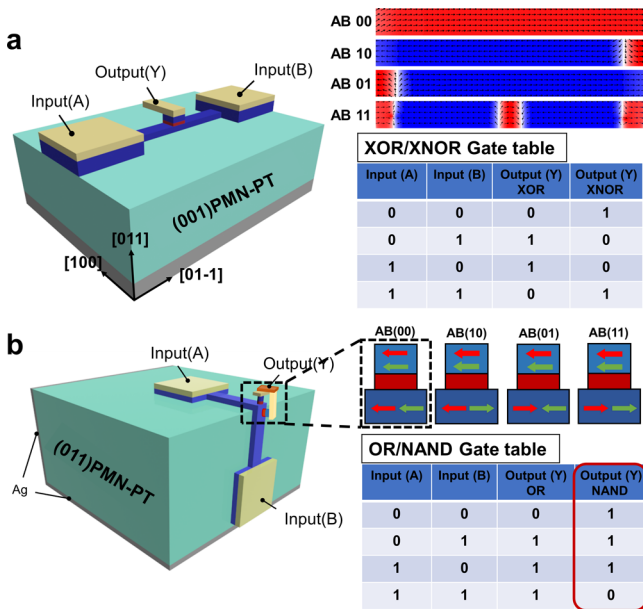 a
Input(A)
Output(Y)
Input(B)
(001)PMN-PT
[011]
[100]
[01-1]
AB 00
AB 10
AB 01
AB 11
XOR/XNOR Gate table
Input (A) Input (B) Output (Y) XOR Output (Y) XNOR
0 0 0 1
0 1 1 0
1 0 1 0
1 1 0 1
b
Input(A)
Output(Y)
(011)PMN-PT
Ag
Input(B)
AB(00) AB(10) AB(01) AB(11)
OR/NAND Gate table
Input (A) Input (B) Output (Y) OR Output (Y) NAND
0 0 0 1
0 1 1 1
1 0 1 1
1 1 1 0